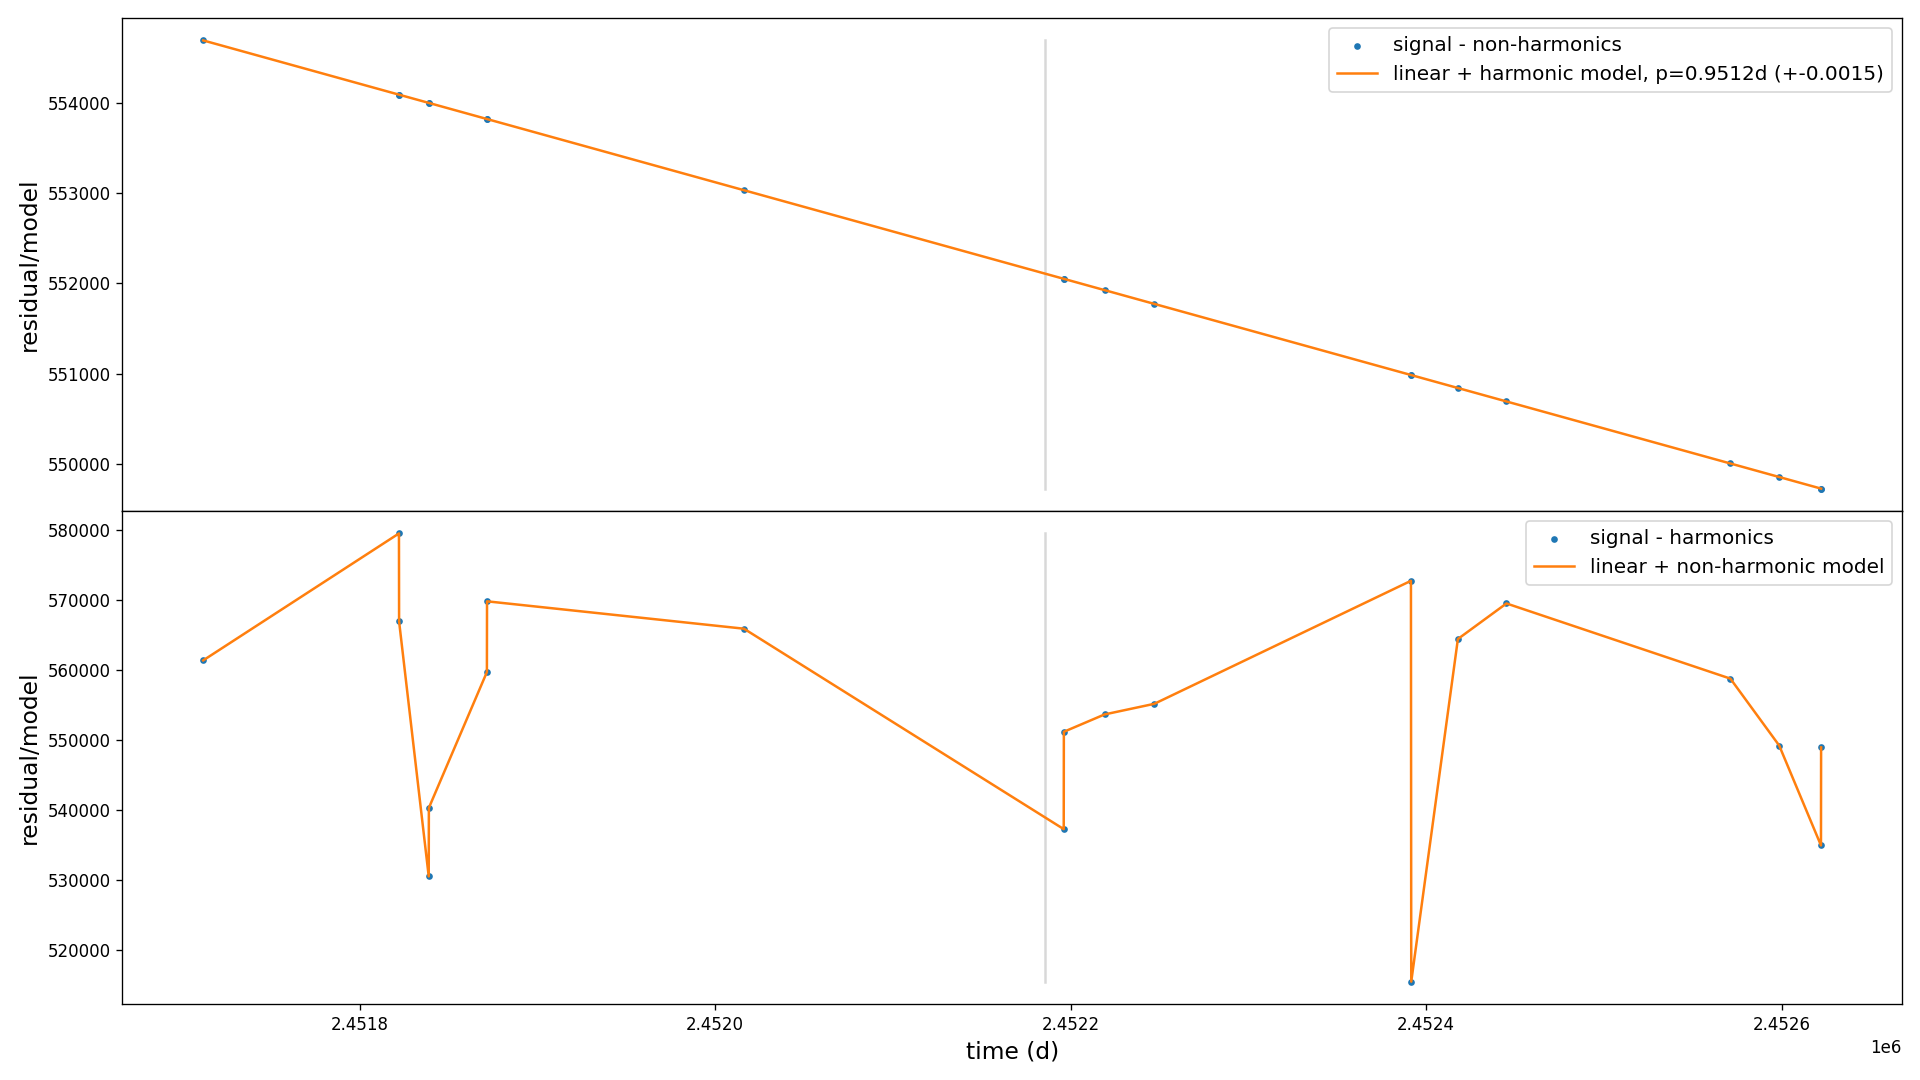 residual/model
554000
553000
552000
551000
550000
signal - non-harmonics
linear + harmonic model, p=0.9512d (+-0.0015)
residual/model
580000
570000
560000
550000
540000
530000
520000
signal - harmonics
linear + non-harmonic model
2.4518 2.4520 2.4522 2.4524 2.4526
time (d)
1e6